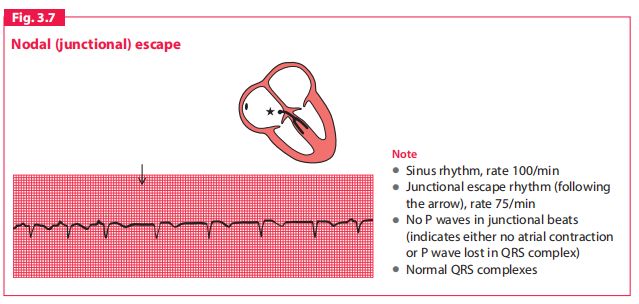 Fig. 3.7
Nodal (junctional) escape
Note
● Sinus rhythm, rate 100/min
● Junctional escape rhythm (following
the arrow), rate 75/min
● No P waves in junctional beats
(indicates either no atrial contraction
or P wave lost in QRS complex)
● Normal QRS complexes